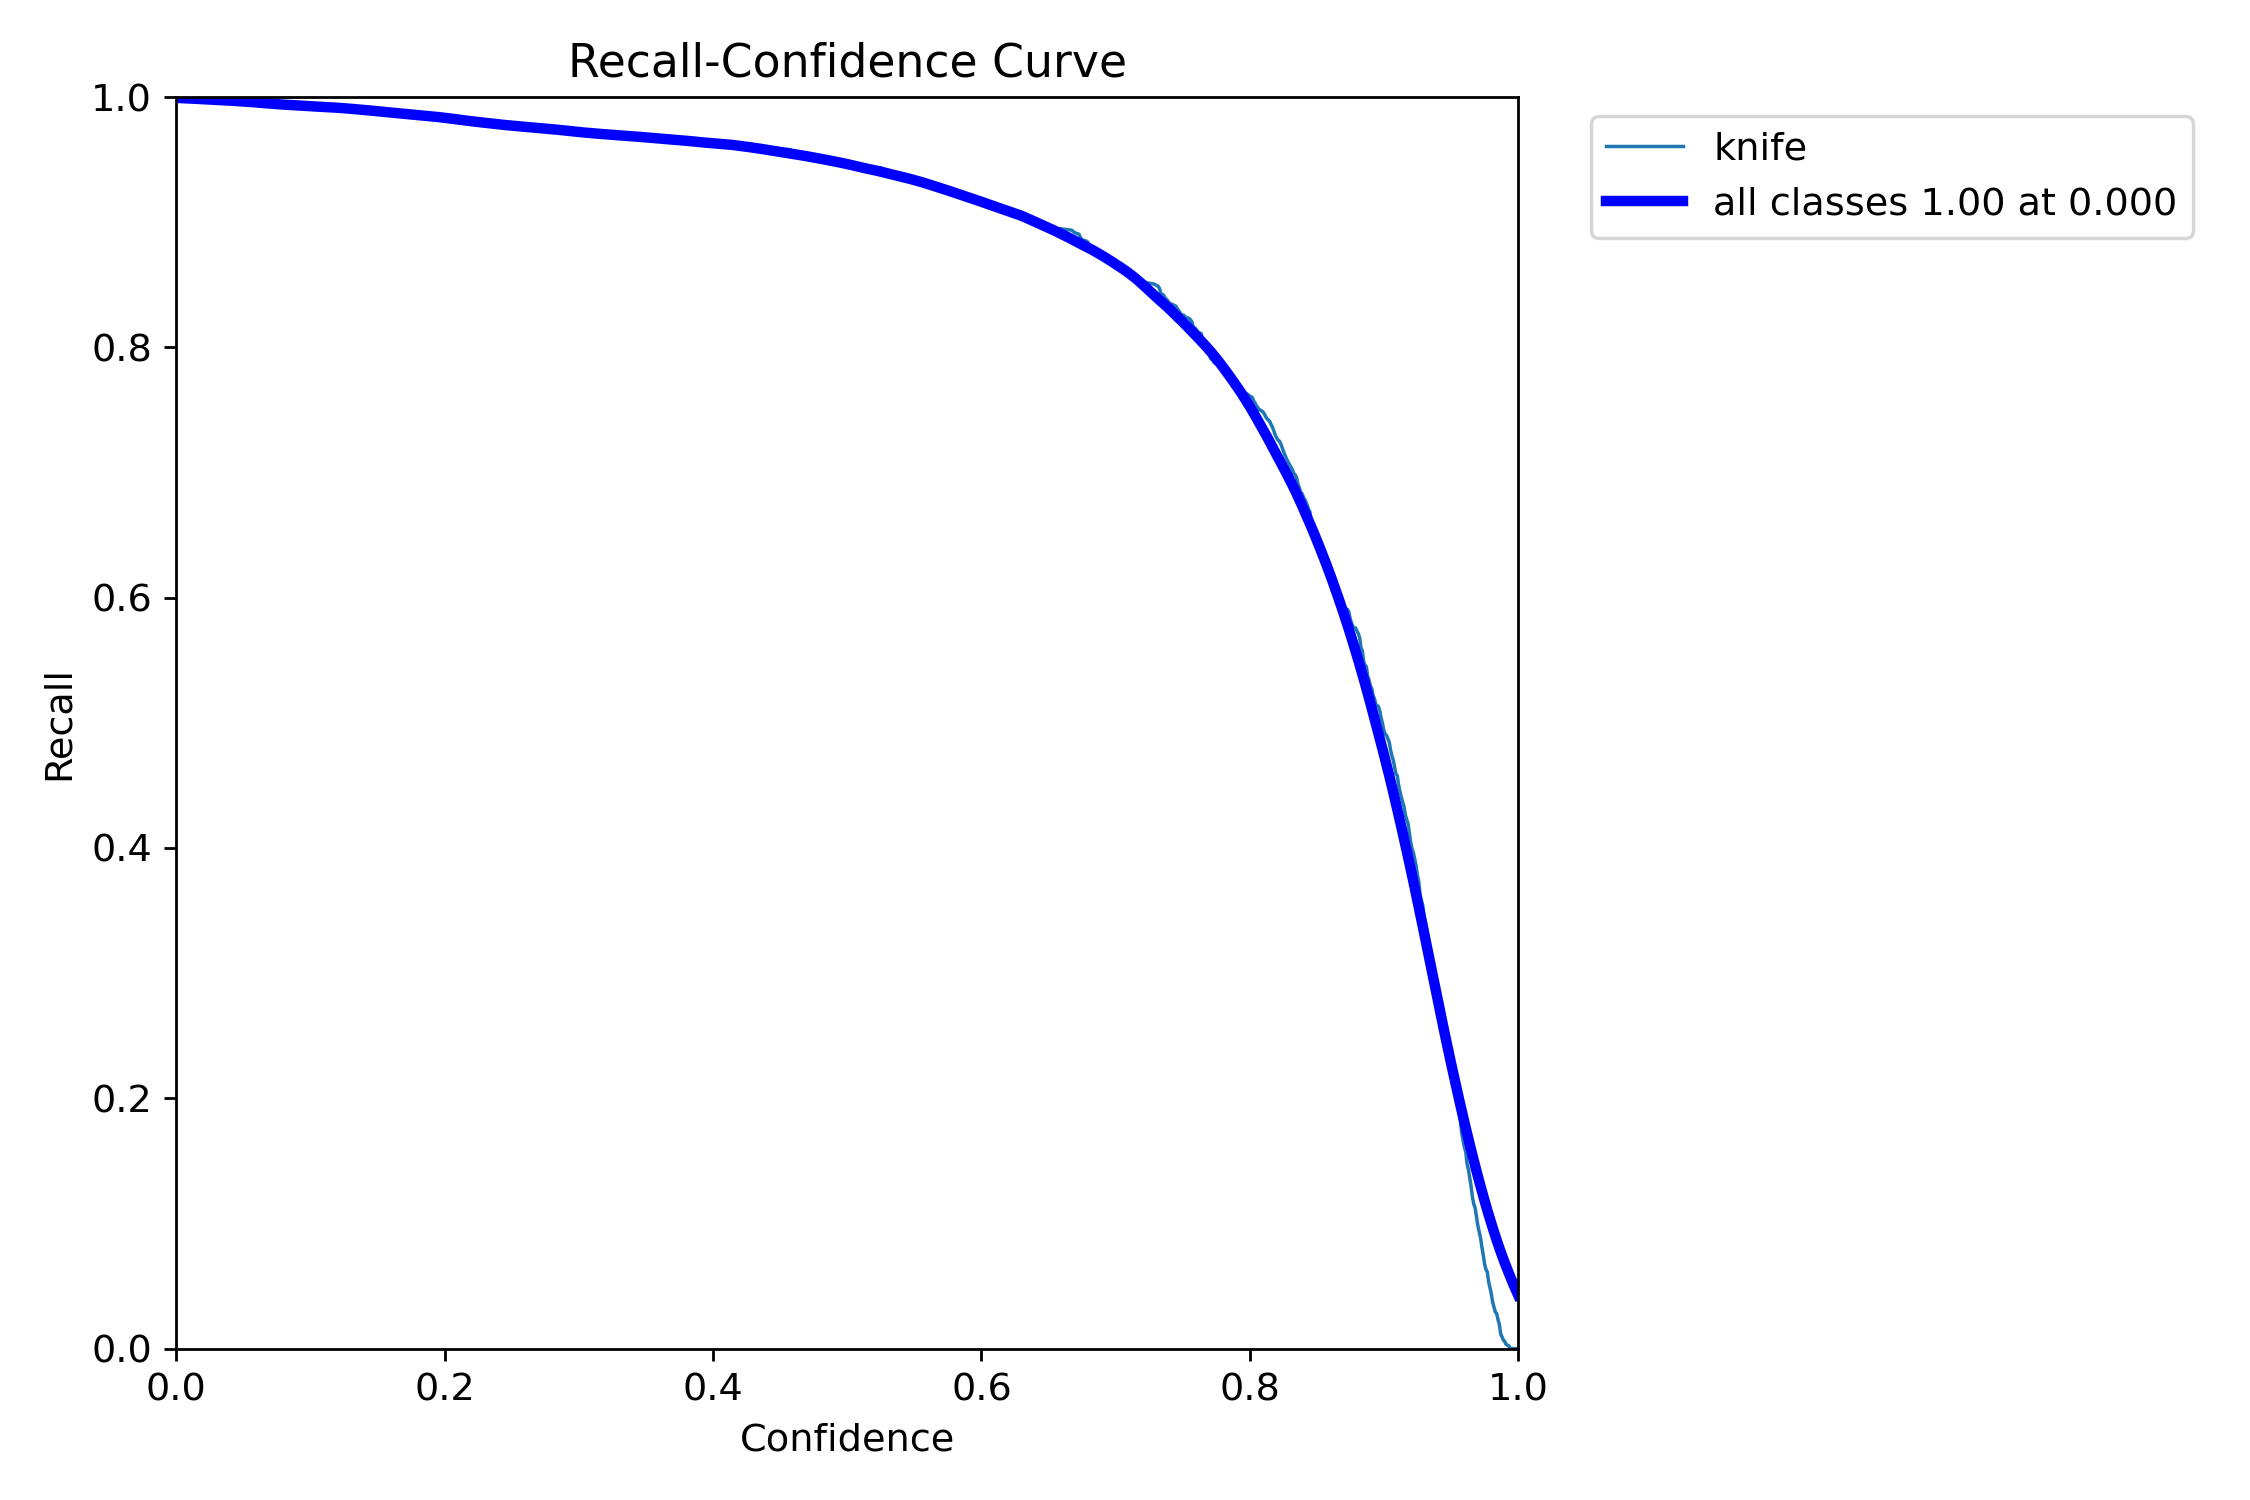 Recall-Confidence Curve
knife
all classes 1.00 at 0.000
1.0
0.8
0.6
0.4
0.2
0.0
Recall
0.0 0.2 0.4 0.6 0.8 1.0
Confidence